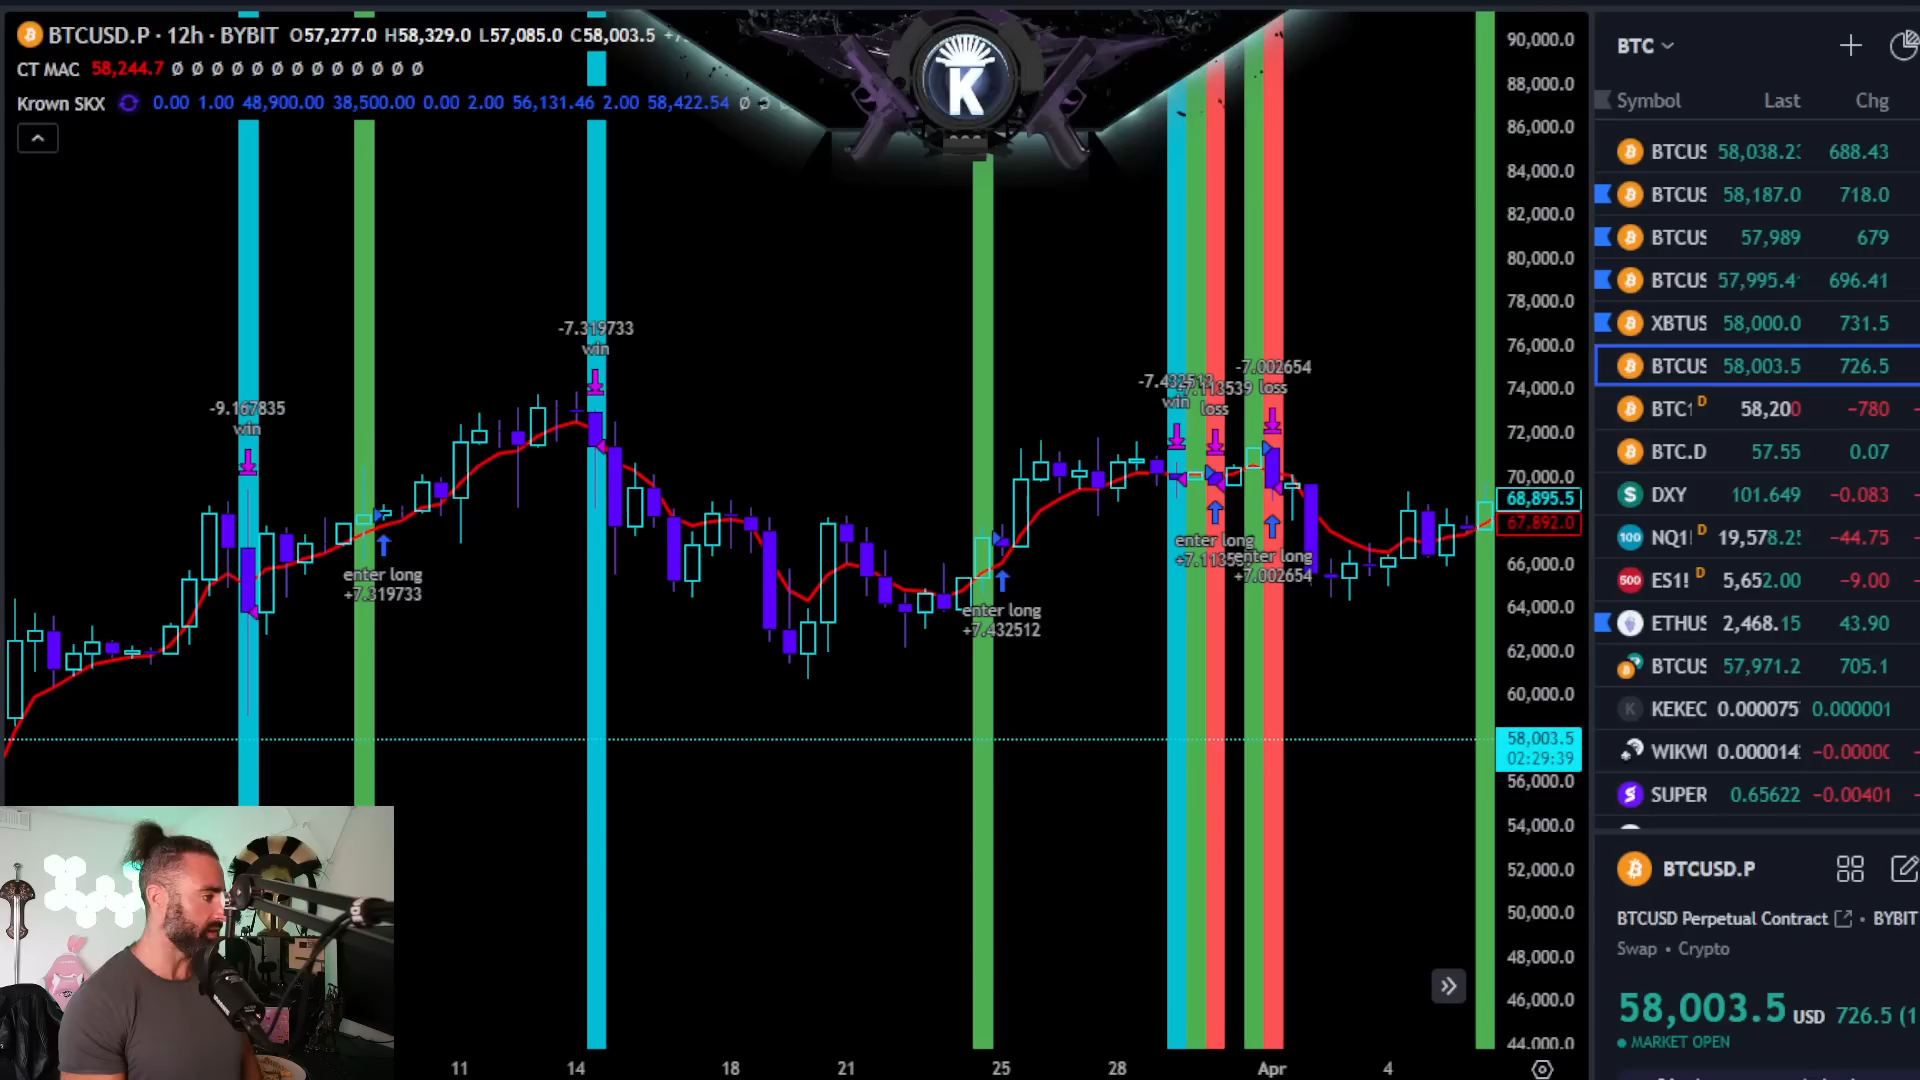 BTCUSD.P · 12h · BYBIT O57,277.0 H58,329.0 L57,085.0 C58,003.5
CT MAC 58,244.7 Ø Ø Ø Ø Ø Ø Ø Ø Ø Ø Ø Ø Ø
Krown SKX 0.00 1.00 48,900.00 38,500.00 0.00 2.00 56,131.46 2.00 58,422.54 Ø
K
-9.167835
win
enter long
+7.319733
-7.319733
win
enter long
+7.432512
win
loss
-7.002654
loss
enter long
enter long
+7.002654
90,000.0
88,000.0
86,000.0
84,000.0
82,000.0
80,000.0
78,000.0
76,000.0
74,000.0
72,000.0
70,000.0
68,895.5
67,892.0
66,000.0
64,000.0
62,000.0
60,000.0
58,003.5
02:29:39
56,000.0
54,000.0
52,000.0
50,000.0
48,000.0
46,000.0
44,000.0
11 14 18 21 25 28 Apr 4
BTC
Symbol Last Chg
BTCUS 58,038.2 688.43
BTCUS 58,187.0 718.0
BTCUS 57,989 679
BTCUS 57,995.4 696.41
XBTUS 58,000.0 731.5
BTCUS 58,003.5 726.5
BTC1 D 58,200 −780
BTC.D 57.55 0.07
$ DXY 101.649 −0.083
100 NQ1! D 19,578.25 −44.75
500 ES1! D 5,652.00 −9.00
ETHUS 2,468.15 43.90
BTCUS 57,971.2 705.1
K KEKEC 0.000075 0.000001
WIKWI 0.000014 −0.0000
SUPER 0.65622 −0.00401
BTCUSD.P
BTCUSD Perpetual Contract • BYBIT
Swap • Crypto
58,003.5 USD 726.5 (1
MARKET OPEN